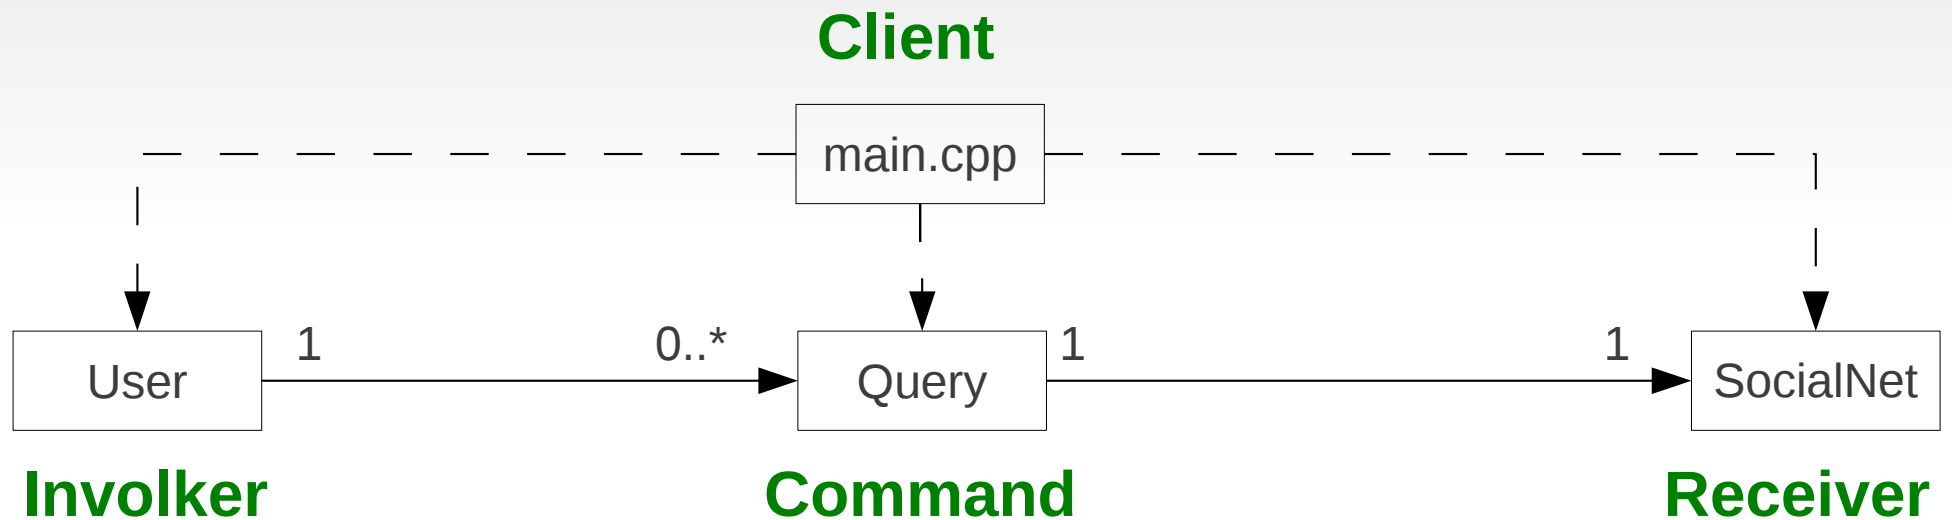 Client
main.cpp
1 0..* 1 1
User Query SocialNet
Involker Command Receiver